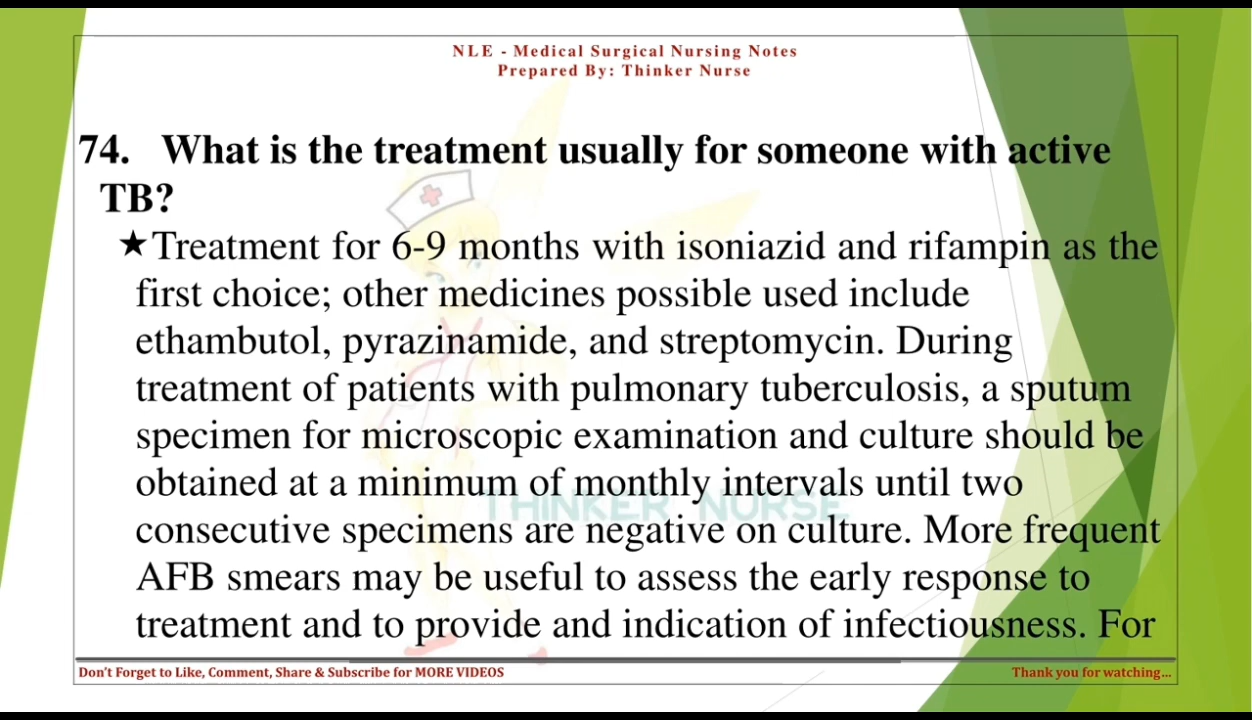 NLE - Medical Surgical Nursing Notes
Prepared By: Thinker Nurse
74. What is the treatment usually for someone with active
TB?
★Treatment for 6-9 months with isoniazid and rifampin as the
first choice; other medicines possible used include
ethambutol, pyrazinamide, and streptomycin. During
treatment of patients with pulmonary tuberculosis, a sputum
specimen for microscopic examination and culture should be
obtained at a minimum of monthly intervals until two
THINKER NURSE
consecutive specimens are negative on culture. More frequent
AFB smears may be useful to assess the early response to
treatment and to provide and indication of infectiousness. For
Don't Forget to Like, Comment, Share & Subscribe for MORE VIDEOS
Thank you for watching...